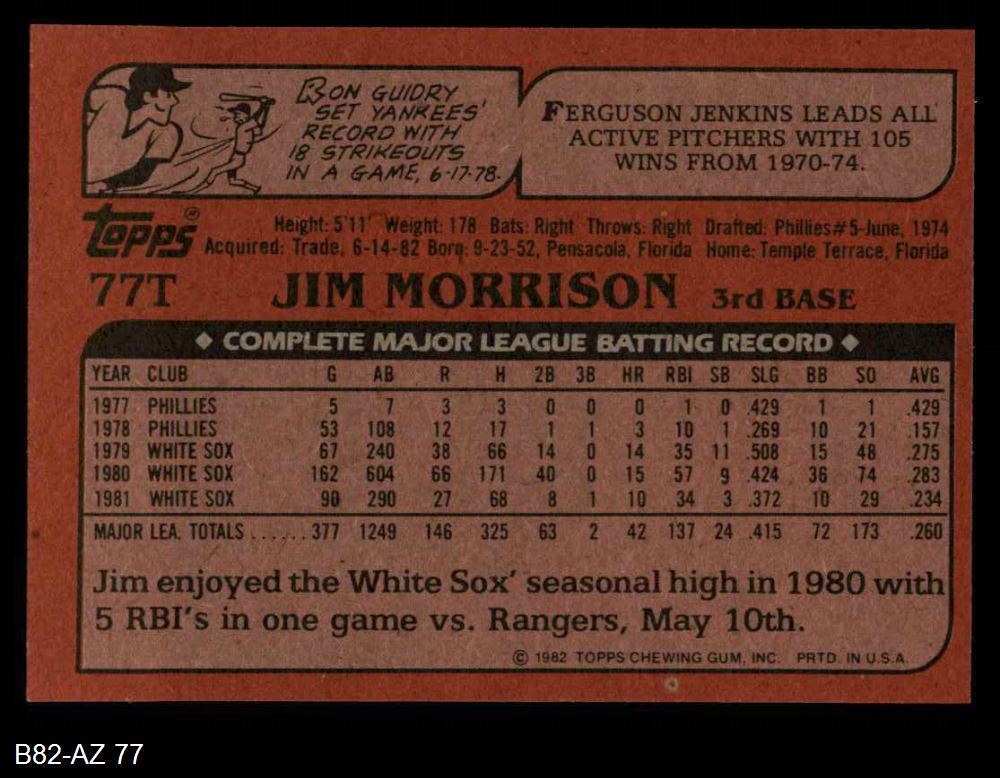 RON GUIDRY
SET YANKEES'
RECORD WITH
18 STRIKEOUTS
IN A GAME, 6-17-78.
FERGUSON JENKINS LEADS ALL
ACTIVE PITCHERS WITH 105
WINS FROM 1970-74.
Topps®
Height: 5'11" Weight: 178 Bats: Right Throws: Right Drafted: Phillies #5-June, 1974
Acquired: Trade, 6-14-82 Born: 9-23-52, Pensacola, Florida Home: Temple Terrace, Florida
77T JIM MORRISON 3rd BASE
◆ COMPLETE MAJOR LEAGUE BATTING RECORD ◆
YEAR CLUB G AB R H 2B 3B HR RBI SB SLG BB SO AVG
1977 PHILLIES 5 7 3 3 0 0 0 1 0 .429 1 1 .429
1978 PHILLIES 53 108 12 17 1 1 3 10 1 .269 10 21 .157
1979 WHITE SOX 67 240 38 66 14 0 14 35 11 .508 15 48 .275
1980 WHITE SOX 162 604 66 171 40 0 15 57 9 .424 36 74 .283
1981 WHITE SOX 90 290 27 68 8 1 10 34 3 .372 10 29 .234
MAJOR LEA. TOTALS ...... 377 1249 146 325 63 2 42 137 24 .415 72 173 .260
Jim enjoyed the White Sox' seasonal high in 1980 with
5 RBI's in one game vs. Rangers, May 10th.
© 1982 TOPPS CHEWING GUM, INC. PRTD. IN U.S.A.
B82-AZ 77